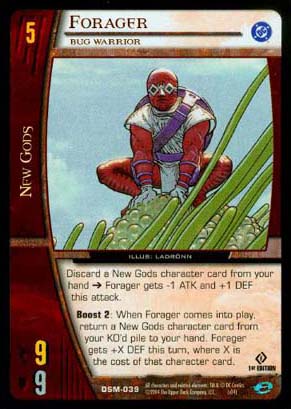 5
FORAGER
BUG WARRIOR
NEW GODS
ILLUS: LADRÖNN
Discard a New Gods character card from your
hand ➔ Forager gets -1 ATK and +1 DEF
this attack.
Boost 2: When Forager comes into play,
return a New Gods character card from
your KO'd pile to your hand. Forager
gets +X DEF this turn, where X is
the cost of that character card.
9
9
1ST EDITION
DSM-039